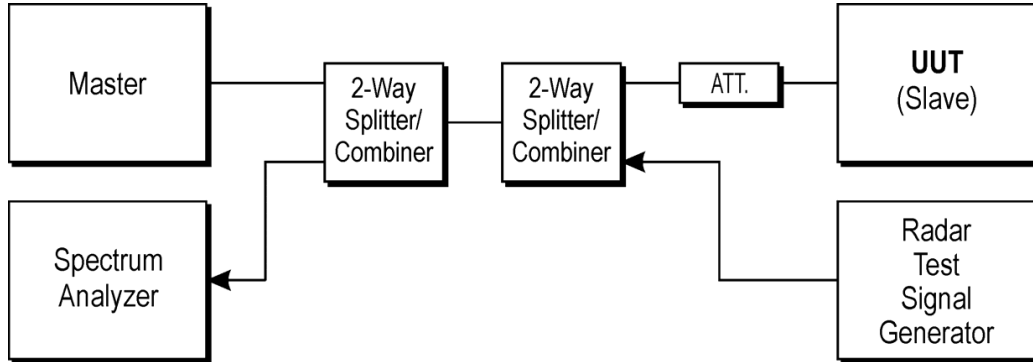 Master
2-Way
Splitter/
Combiner
2-Way
Splitter/
Combiner
ATT.
UUT
(Slave)
Spectrum
Analyzer
Radar
Test
Signal
Generator